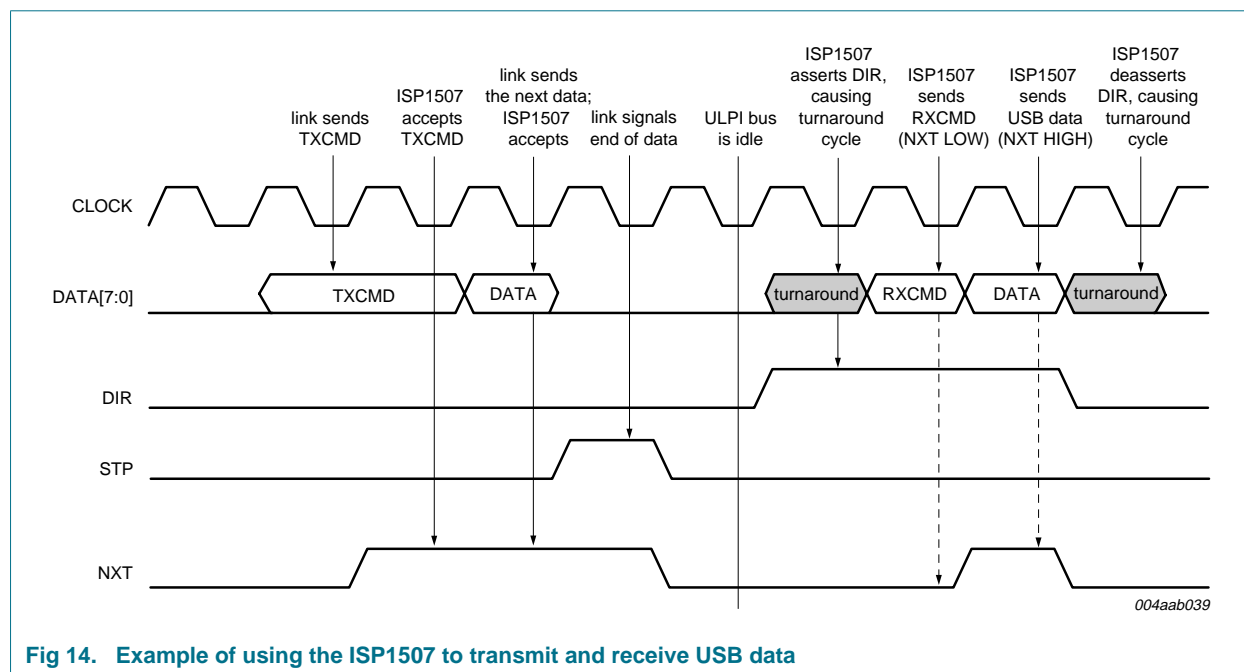 link sends
TXCMD
ISP1507
accepts
TXCMD
link sends
the next data;
ISP1507
accepts
link signals
end of data
ULPI bus
is idle
ISP1507
asserts DIR,
causing
turnaround
cycle
ISP1507
sends
RXCMD
(NXT LOW)
ISP1507
sends
USB data
(NXT HIGH)
ISP1507
deasserts
DIR, causing
turnaround
cycle
CLOCK
DATA[7:0]
TXCMD
DATA
turnaround
RXCMD
DATA
turnaround
DIR
STP
NXT
004aab039
Fig 14. Example of using the ISP1507 to transmit and receive USB data